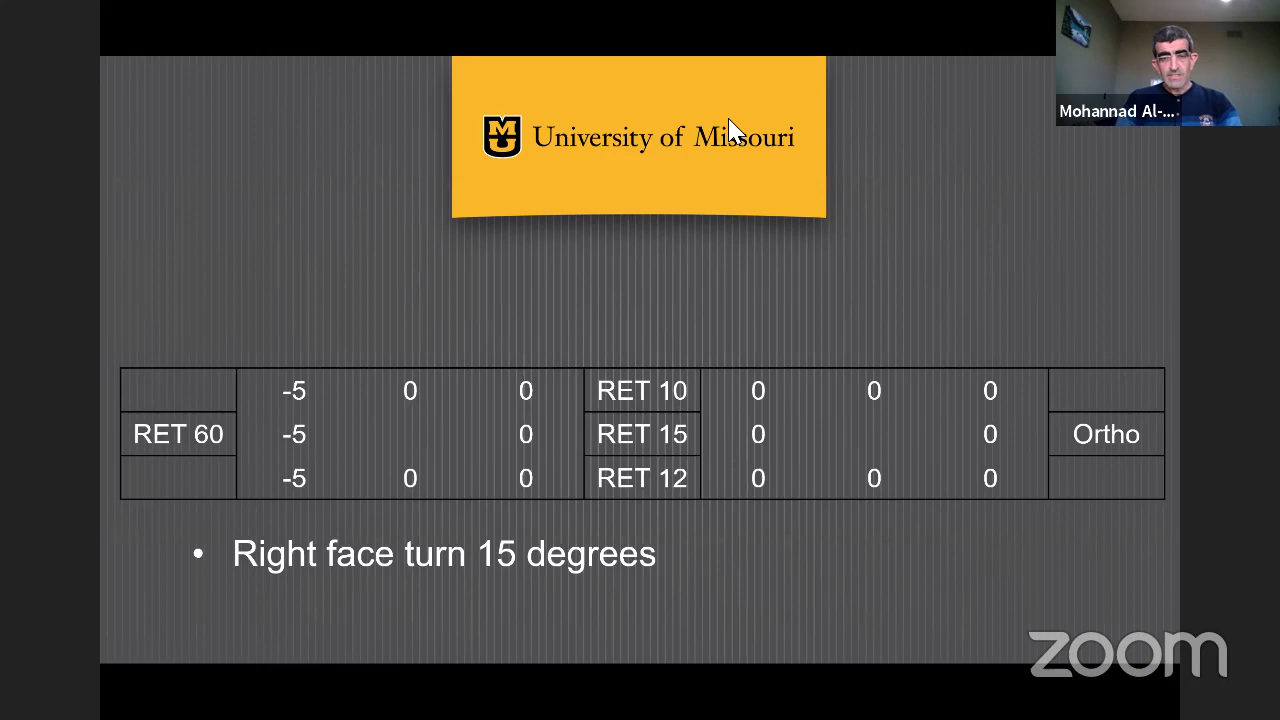 Mohannad Al-...
MU
University of Missouri
-5 0 0 RET 10 0 0 0
RET 60 -5 0 RET 15 0 0 Ortho
-5 0 0 RET 12 0 0 0
• Right face turn 15 degrees
zoom